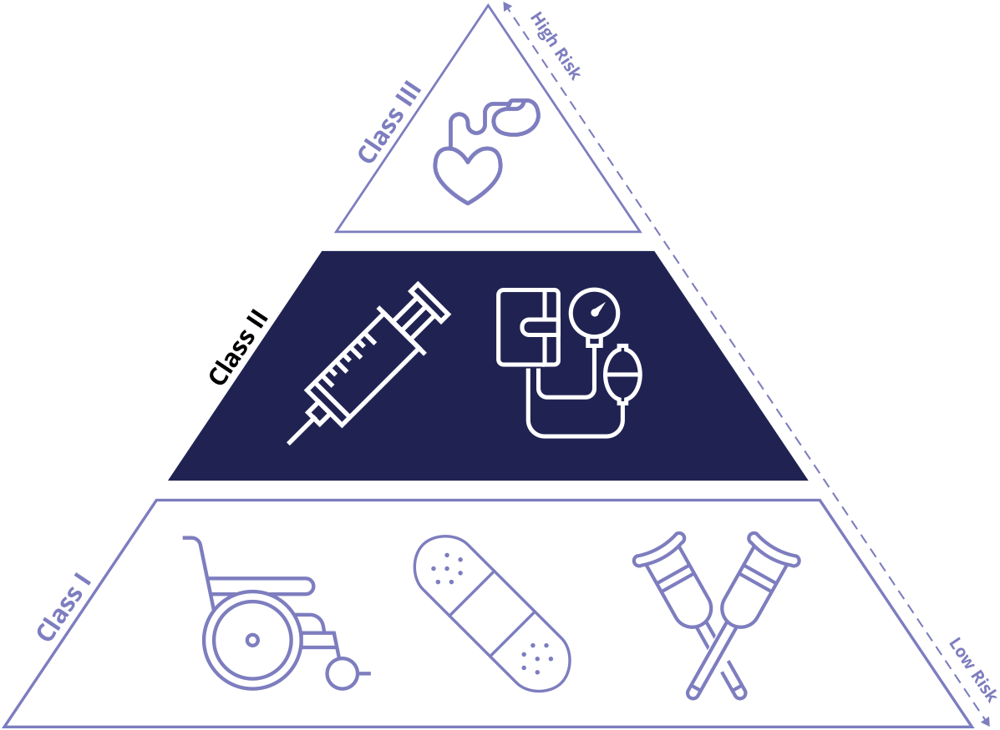 High Risk
Class III
Class II
Class I
Low Risk